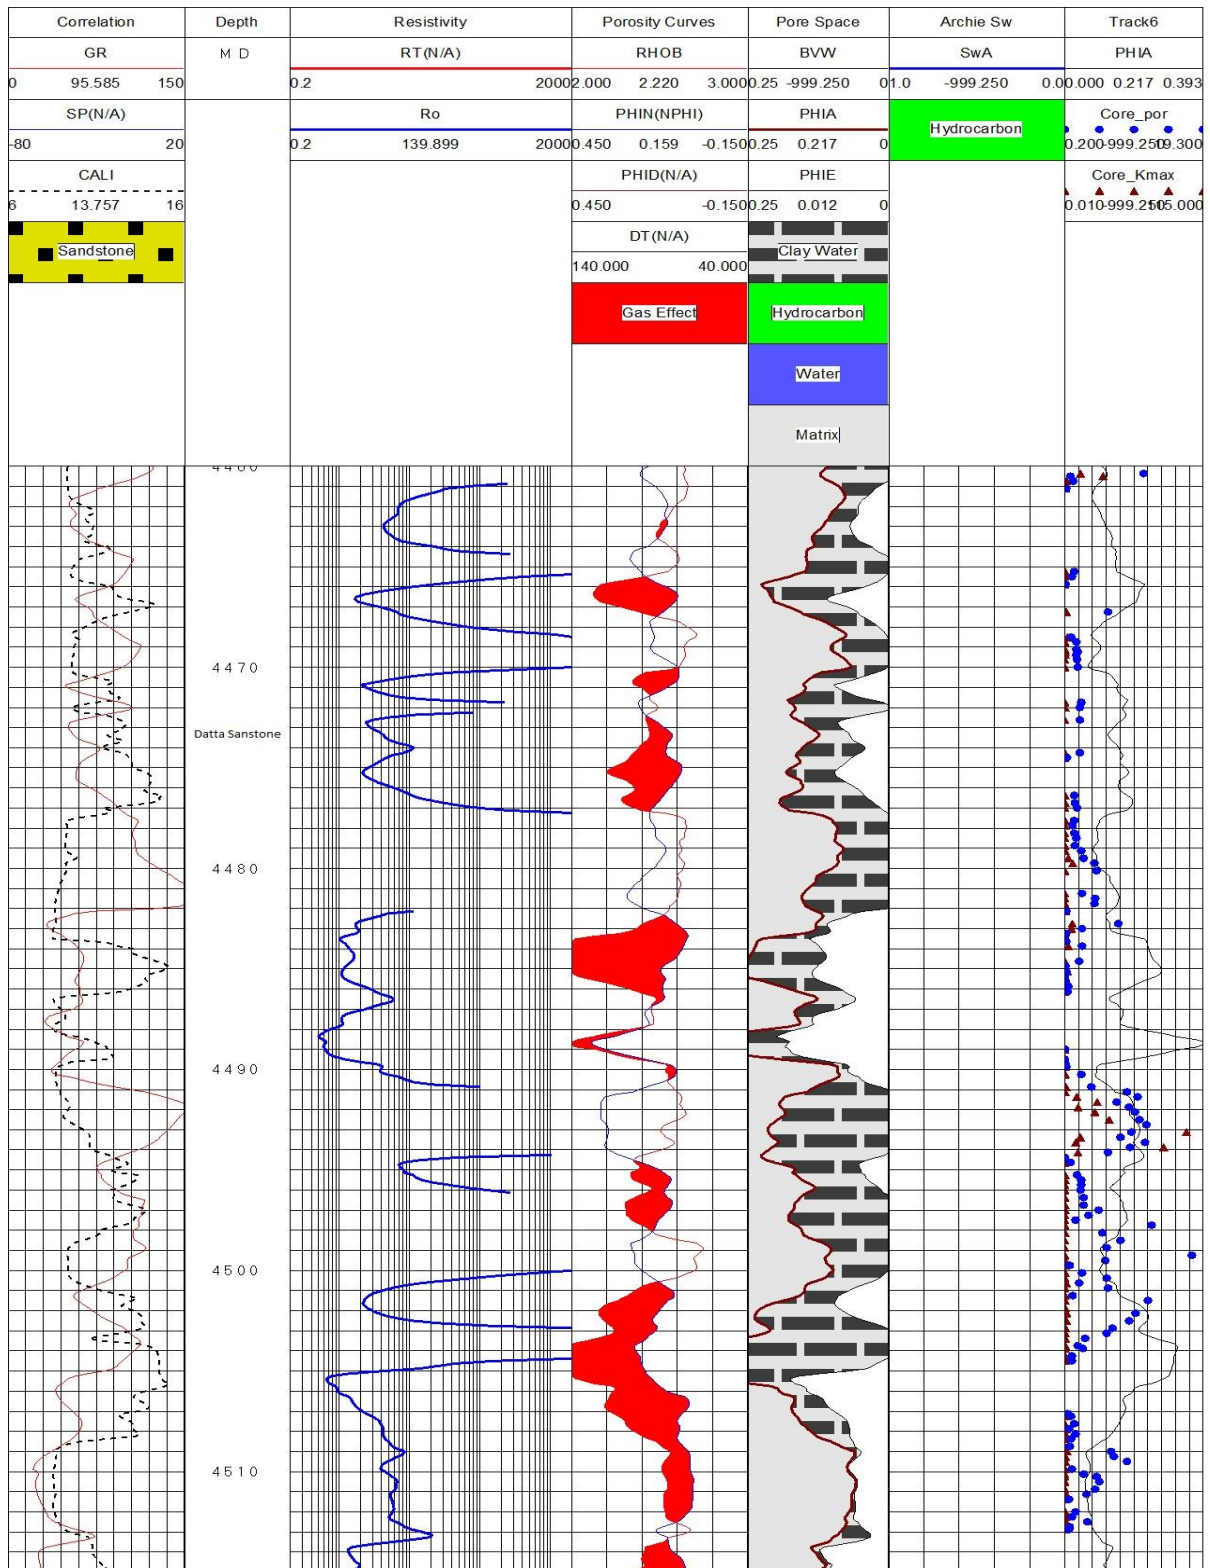 Correlation Depth Resistivity Porosity Curves Pore Space Archie Sw Track6
GR M D RT(N/A) RHOB BVW SwA PHIA
0 95.585 150 0.2 2000 2.000 2.220 3.000 0.25 -999.250 0 1.0 -999.250 0.0 0.000 0.217 0.393
SP(N/A) Ro PHIN(NPHI) PHIA Hydrocarbon Core_por
-80 20 0.2 139.899 2000 0.450 0.159 -0.150 0.25 0.217 0 0.200 -999.250 19.300
CALI PHID(N/A) PHIE Core_Kmax
6 13.757 16 0.450 -0.150 0.25 0.012 0 0.010 -999.25 115.000
Sandstone DT(N/A) Clay Water
140.000 40.000
Gas Effect Hydrocarbon
Water
Matrix
4460
4470
Datta Sanstone
4480
4490
4500
4510